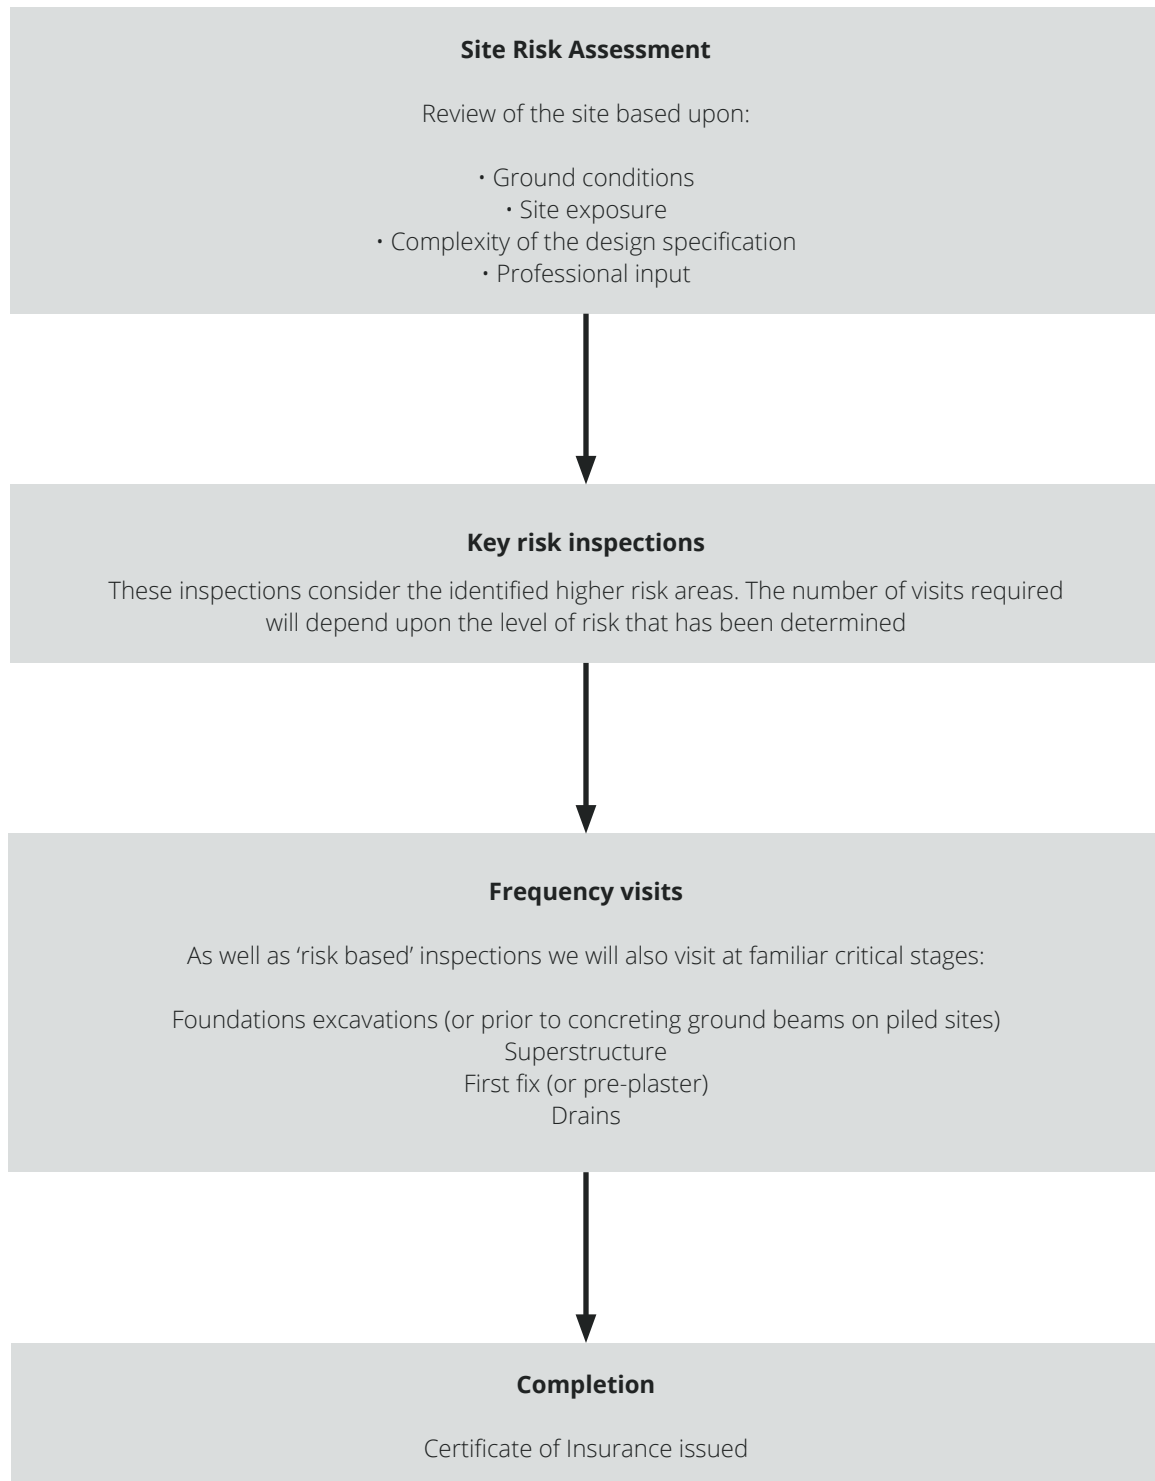 Site Risk Assessment
Review of the site based upon:
• Ground conditions
• Site exposure
• Complexity of the design specification
• Professional input
Key risk inspections
These inspections consider the identified higher risk areas. The number of visits required
will depend upon the level of risk that has been determined
Frequency visits
As well as ‘risk based’ inspections we will also visit at familiar critical stages:
Foundations excavations (or prior to concreting ground beams on piled sites)
Superstructure
First fix (or pre-plaster)
Drains
Completion
Certificate of Insurance issued